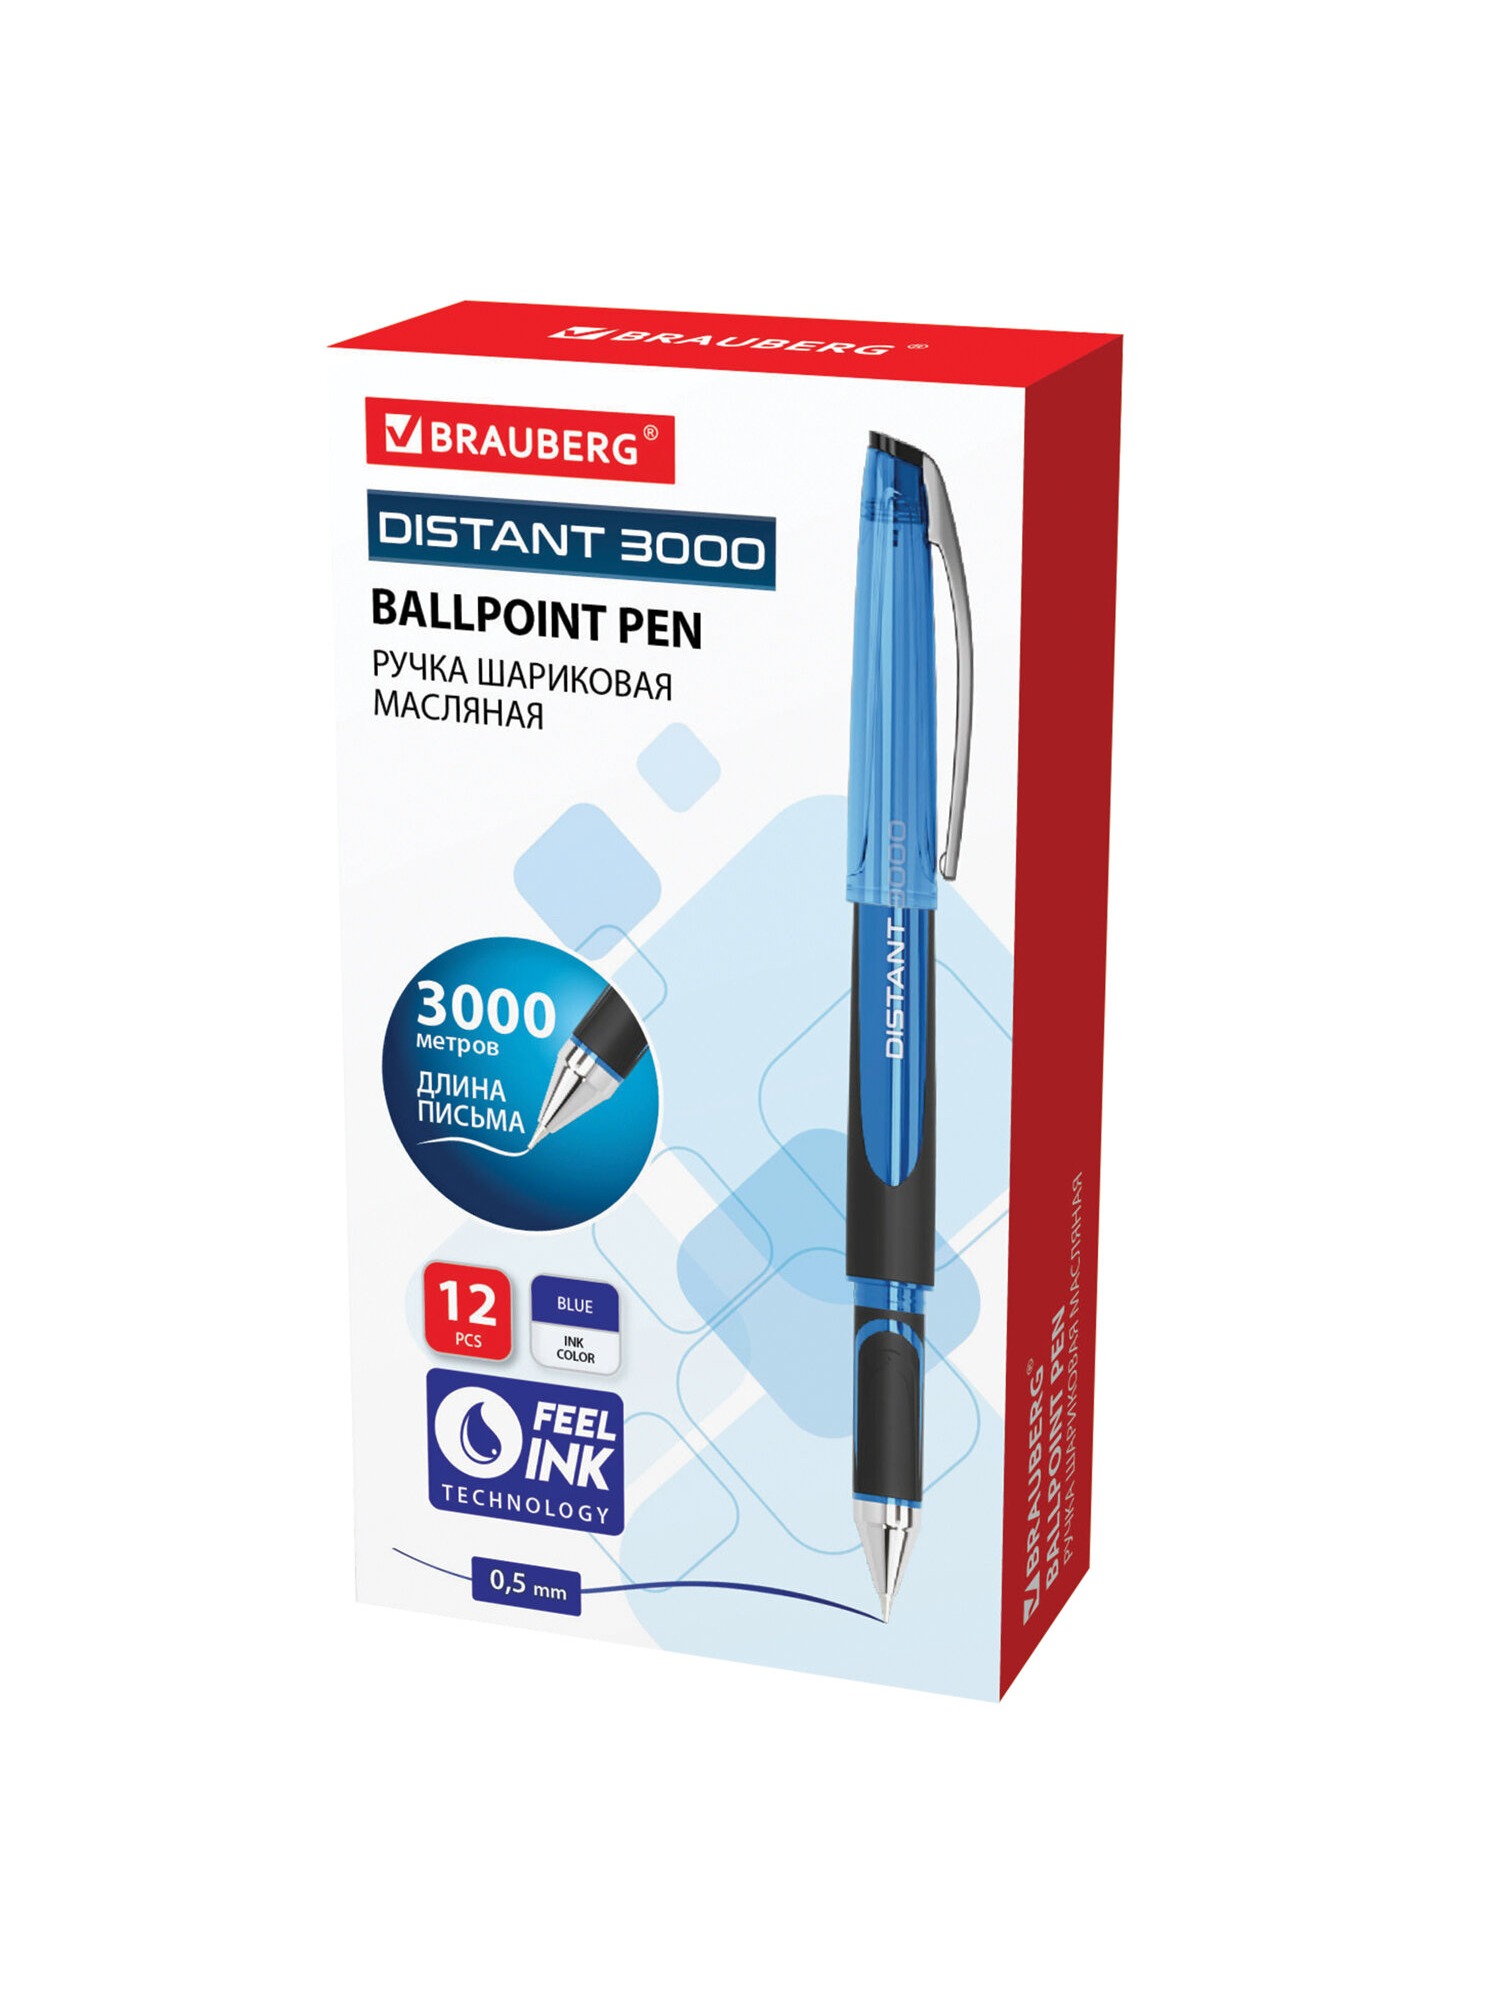 BRAUBERG ®
BRAUBERG®
DISTANT 3000
BALLPOINT PEN
РУЧКА ШАРИКОВАЯ
МАСЛЯНАЯ
DISTANT 3000
3000
метров
ДЛИНА
ПИСЬМА
12
PCS
BLUE
INK
COLOR
FEEL
INK
TECHNOLOGY
0,5 mm
BRAUBERG®
BALLPOINT PEN
РУЧКА ШАРИКОВАЯ МАСЛЯНАЯ